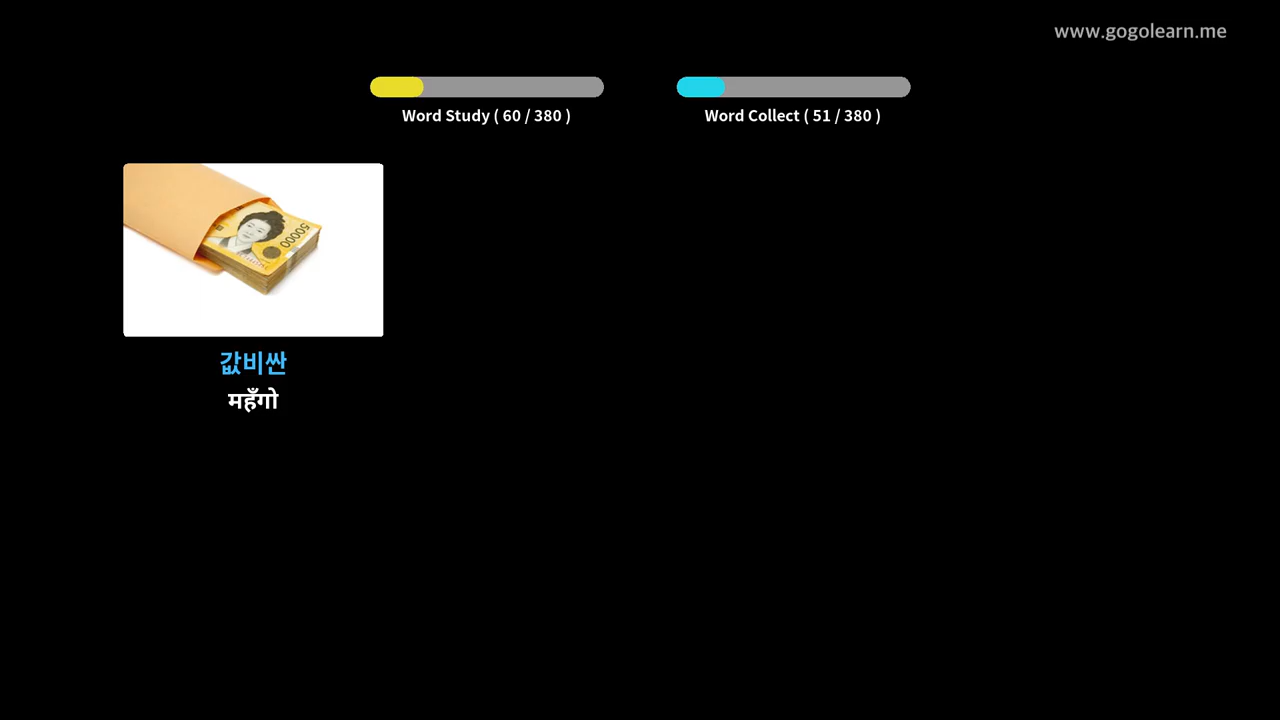 www.gogolearn.me
Word Study ( 60 / 380 )
Word Collect ( 51 / 380 )
50000
값비싼
महँगो